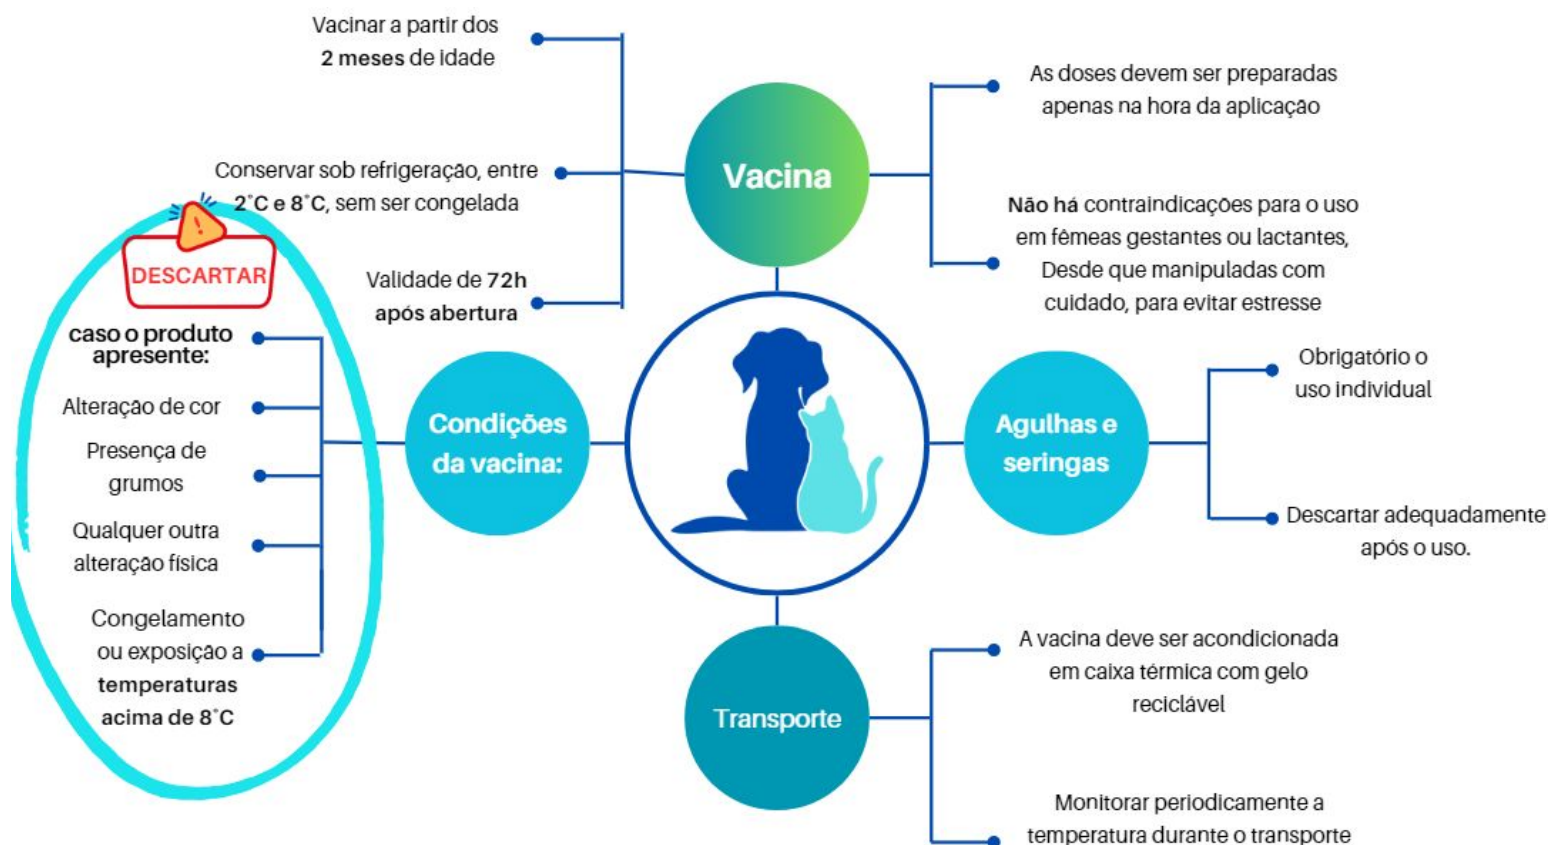 Vacinar a partir dos
2 meses de idade
Conservar sob refrigeração, entre
2°C e 8°C, sem ser congelada
Validade de 72h
após abertura
Vacina
As doses devem ser preparadas
apenas na hora da aplicação
Não há contraindicações para o uso
em fêmeas gestantes ou lactantes,
Desde que manipuladas com
cuidado, para evitar estresse
DESCARTAR
caso o produto
apresente:
Alteração de cor
Presença de
grumos
Qualquer outra
alteração física
Congelamento
ou exposição a
temperaturas
acima de 8°C
Condições
da vacina:
Agulhas e
seringas
Obrigatório o
uso individual
Descartar adequadamente
após o uso.
Transporte
A vacina deve ser acondicionada
em caixa térmica com gelo
reciclável
Monitorar periodicamente a
temperatura durante o transporte